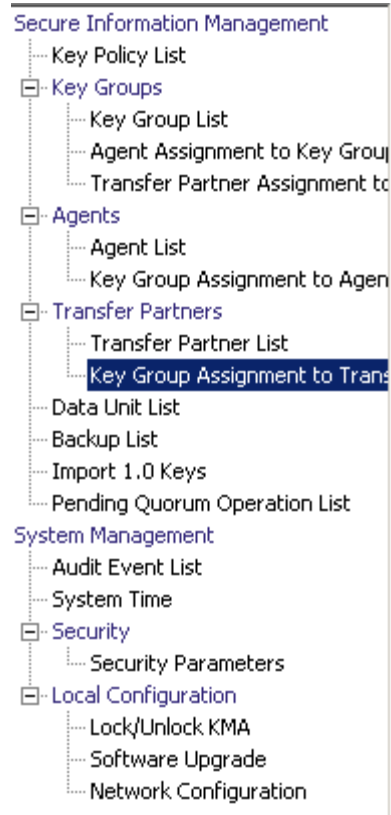 Secure Information Management
Key Policy List
Key Groups
Key Group List
Agent Assignment to Key Grou
Transfer Partner Assignment to
Agents
Agent List
Key Group Assignment to Agen
Transfer Partners
Transfer Partner List
Key Group Assignment to Trans
Data Unit List
Backup List
Import 1.0 Keys
Pending Quorum Operation List
System Management
Audit Event List
System Time
Security
Security Parameters
Local Configuration
Lock/Unlock KMA
Software Upgrade
Network Configuration